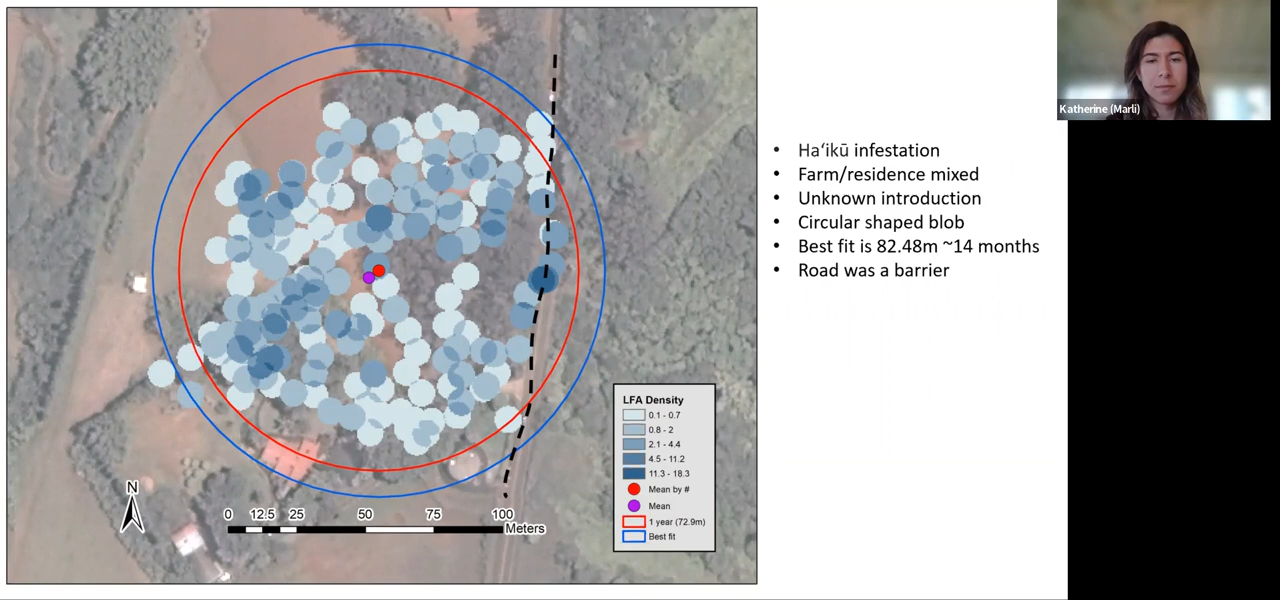 Katherine (Marli)
• Haʻikū infestation
• Farm/residence mixed
• Unknown introduction
• Circular shaped blob
• Best fit is 82.48m ~14 months
• Road was a barrier
LFA Density
0.1 - 0.7
0.8 - 2
2.1 - 4.4
4.5 - 11.2
11.3 - 18.3
Mean by #
Mean
1 year (72.9m)
Best fit
N
0 12.5 25 50 75 100
Meters